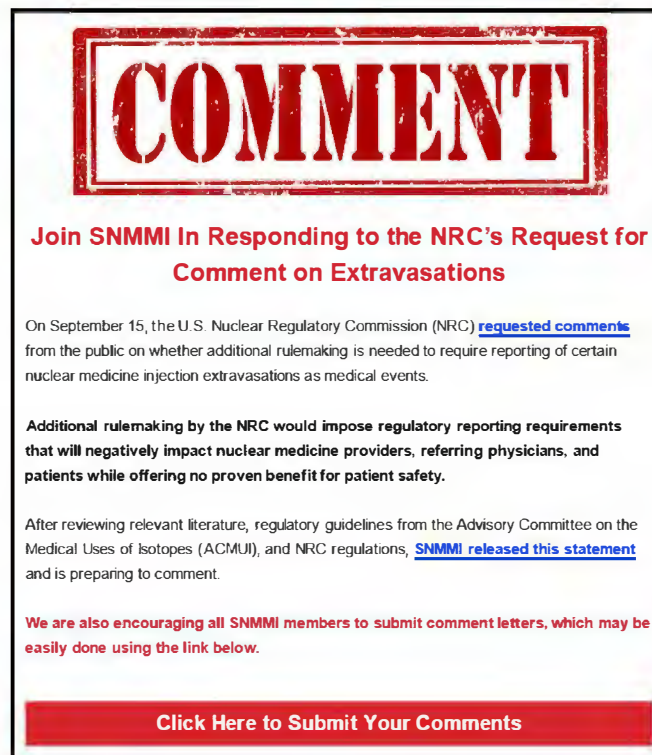 COMMENT
Join SNMMI In Responding to the NRC's Request for
Comment on Extravasations
On September 15, the U.S. Nuclear Regulatory Commission (NRC) requested comments
from the public on whether additional rulemaking is needed to require reporting of certain
nuclear medicine injection extravasations as medical events.
Additional rulemaking by the NRC would impose regulatory reporting requirements
that will negatively impact nuclear medicine providers, referring physicians, and
patients while offering no proven benefit for patient safety.
After reviewing relevant literature, regulatory guidelines from the Advisory Committee on the
Medical Uses of Isotopes (ACMUI), and NRC regulations, SNMMI released this statement
and is preparing to comment.
We are also encouraging all SNMMI members to submit comment letters, which may be
easily done using the link below.
Click Here to Submit Your Comments